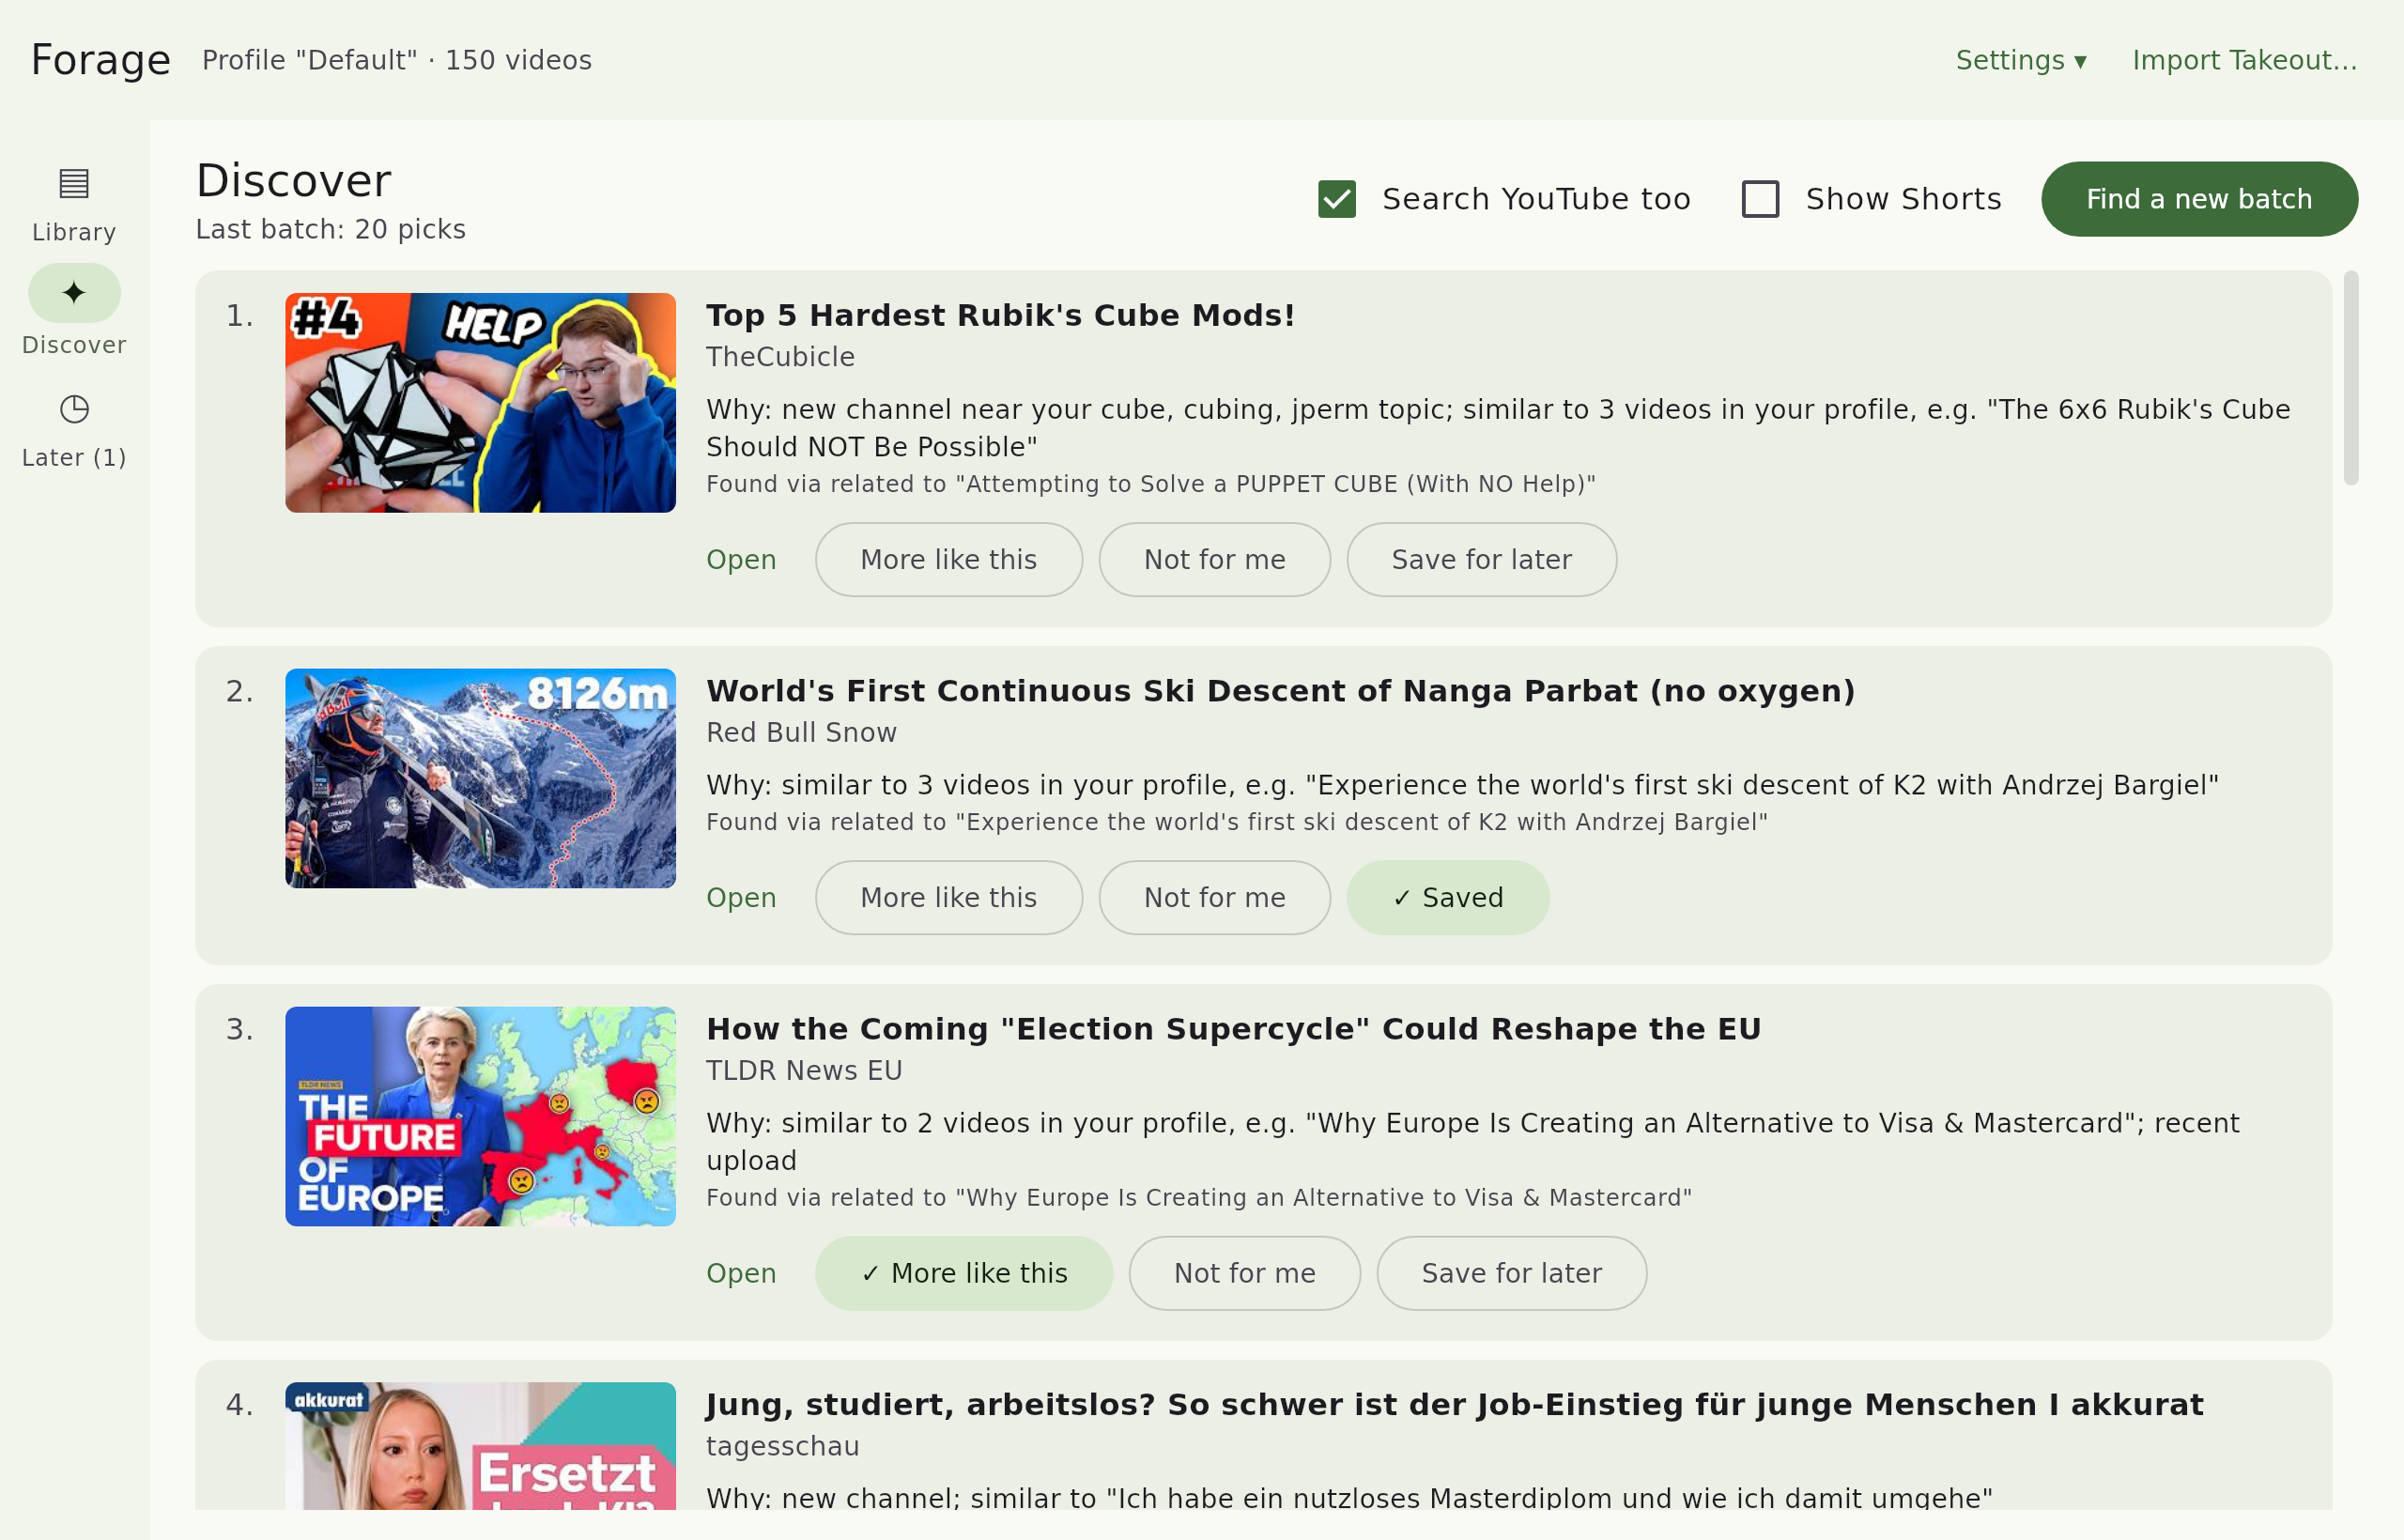 Forage
Profile "Default" · 150 videos
Settings ▾
Import Takeout...
Library
Discover
Later (1)
Discover
Last batch: 20 picks
Search YouTube too
Show Shorts
Find a new batch
1.
#4
HELP
Top 5 Hardest Rubik's Cube Mods!
TheCubicle
Why: new channel near your cube, cubing, jperm topic; similar to 3 videos in your profile, e.g. "The 6x6 Rubik's Cube
Should NOT Be Possible"
Found via related to "Attempting to Solve a PUPPET CUBE (With NO Help)"
Open
More like this
Not for me
Save for later
2.
8126m
Red Bull
World's First Continuous Ski Descent of Nanga Parbat (no oxygen)
Red Bull Snow
Why: similar to 3 videos in your profile, e.g. "Experience the world's first ski descent of K2 with Andrzej Bargiel"
Found via related to "Experience the world's first ski descent of K2 with Andrzej Bargiel"
Open
More like this
Not for me
✓ Saved
3.
TLDR NEWS
THE
FUTURE
OF
EUROPE
How the Coming "Election Supercycle" Could Reshape the EU
TLDR News EU
Why: similar to 2 videos in your profile, e.g. "Why Europe Is Creating an Alternative to Visa & Mastercard"; recent
upload
Found via related to "Why Europe Is Creating an Alternative to Visa & Mastercard"
Open
✓ More like this
Not for me
Save for later
4.
akkurat
Ersetzt
Jung, studiert, arbeitslos? So schwer ist der Job-Einstieg für junge Menschen I akkurat
tagesschau
Why: new channel; similar to "Ich habe ein nutzloses Masterdiplom und wie ich damit umgehe"